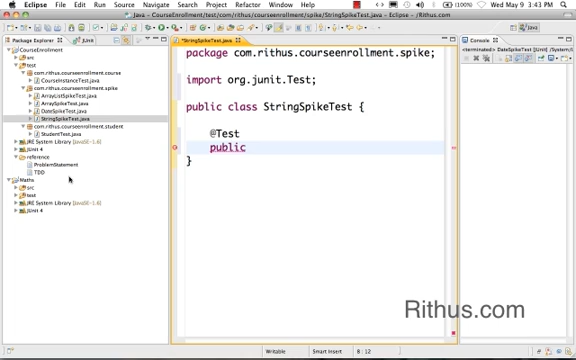 Eclipse File Edit Run Source Search Project Refactor Window Help (100%) Wed May 9 3:43 PM
Java - CourseEnrollment/test/com/rithus/courseenrollment/spike/StringSpikeTest.java - Eclipse - /Rithus.com
Java
Package Explorer JUnit
*StringSpikeTest.java
Console
CourseEnrollment
src
test
com.rithus.courseenrollment.course
CourseInstanceTest.java
com.rithus.courseenrollment.spike
ArrayListSpikeTest.java
ArraySpikeTest.java
DateSpikeTest.java
StringSpikeTest.java
com.rithus.courseenrollment.student
StudentTest.java
JRE System Library [JavaSE-1.6]
JUnit 4
reference
ProblemStatement
TDD
Maths
src
test
JRE System Library [JavaSE-1.6]
JUnit 4
package com.rithus.courseenrollment.spike;
import org.junit.Test;
public class StringSpikeTest {
@Test
public
}
<terminated> DateSpikeTest [JUnit] /System/L
Rithus.com
Writable Smart Insert 8 : 12